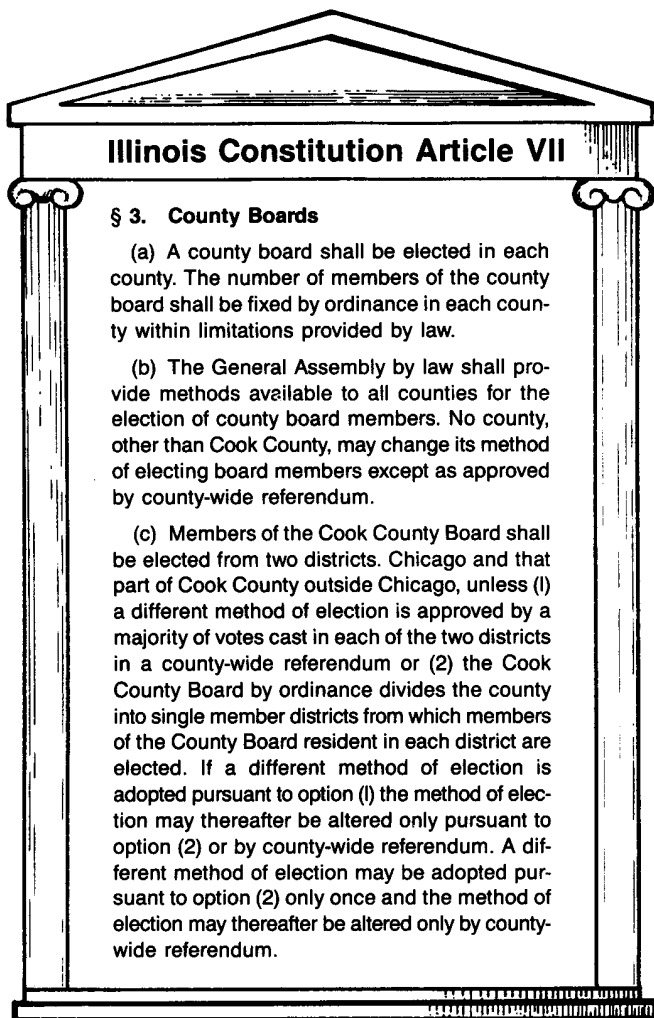 Illinois Constitution Article VII
§ 3. County Boards
(a) A county board shall be elected in each
county. The number of members of the county
board shall be fixed by ordinance in each coun-
ty within limitations provided by law.
(b) The General Assembly by law shall pro-
vide methods available to all counties for the
election of county board members. No county,
other than Cook County, may change its method
of electing board members except as approved
by county-wide referendum.
(c) Members of the Cook County Board shall
be elected from two districts. Chicago and that
part of Cook County outside Chicago, unless (I)
a different method of election is approved by a
majority of votes cast in each of the two districts
in a county-wide referendum or (2) the Cook
County Board by ordinance divides the county
into single member districts from which members
of the County Board resident in each district are
elected. If a different method of election is
adopted pursuant to option (I) the method of elec-
tion may thereafter be altered only pursuant to
option (2) or by county-wide referendum. A dif-
ferent method of election may be adopted pur-
suant to option (2) only once and the method of
election may thereafter be altered only by county-
wide referendum.